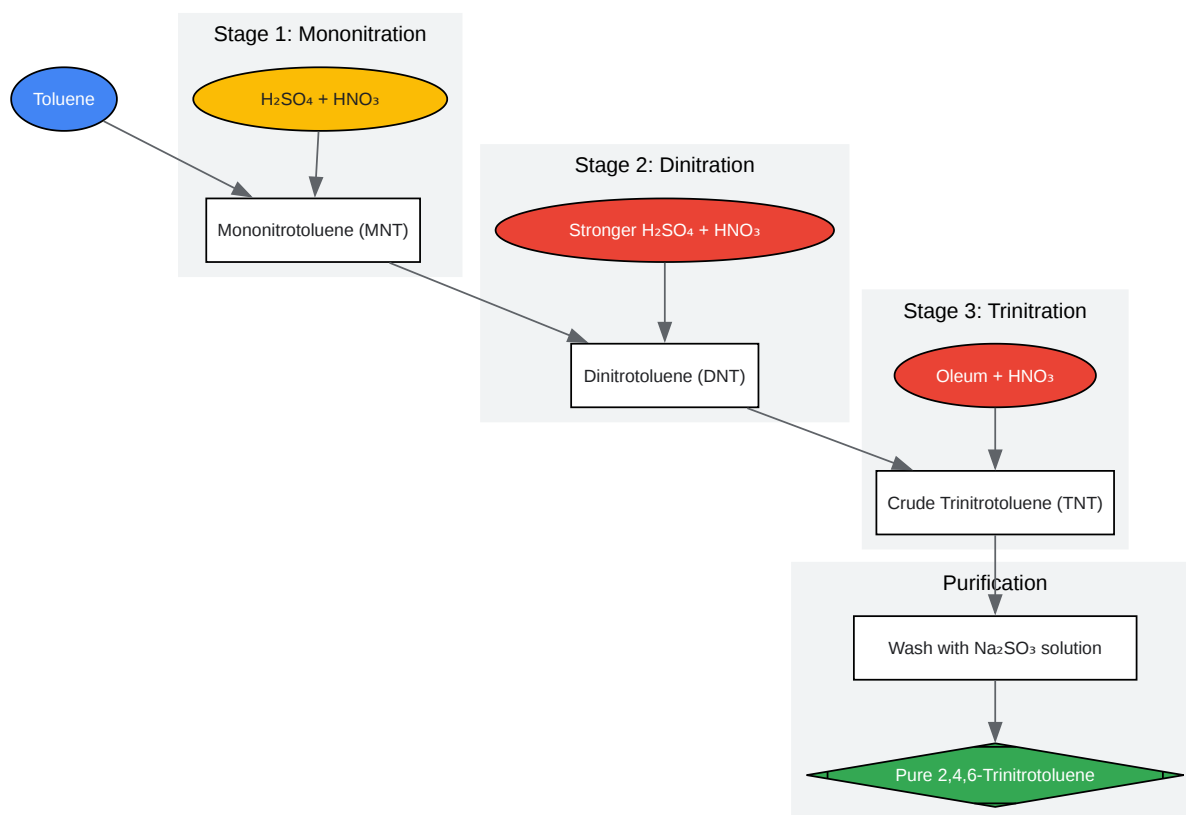 Stage 1: Mononitration
Toluene
H₂SO₄ + HNO₃
Mononitrotoluene (MNT)
Stage 2: Dinitration
Stronger H₂SO₄ + HNO₃
Dinitrotoluene (DNT)
Stage 3: Trinitration
Oleum + HNO₃
Crude Trinitrotoluene (TNT)
Purification
Wash with Na₂SO₃ solution
Pure 2,4,6-Trinitrotoluene